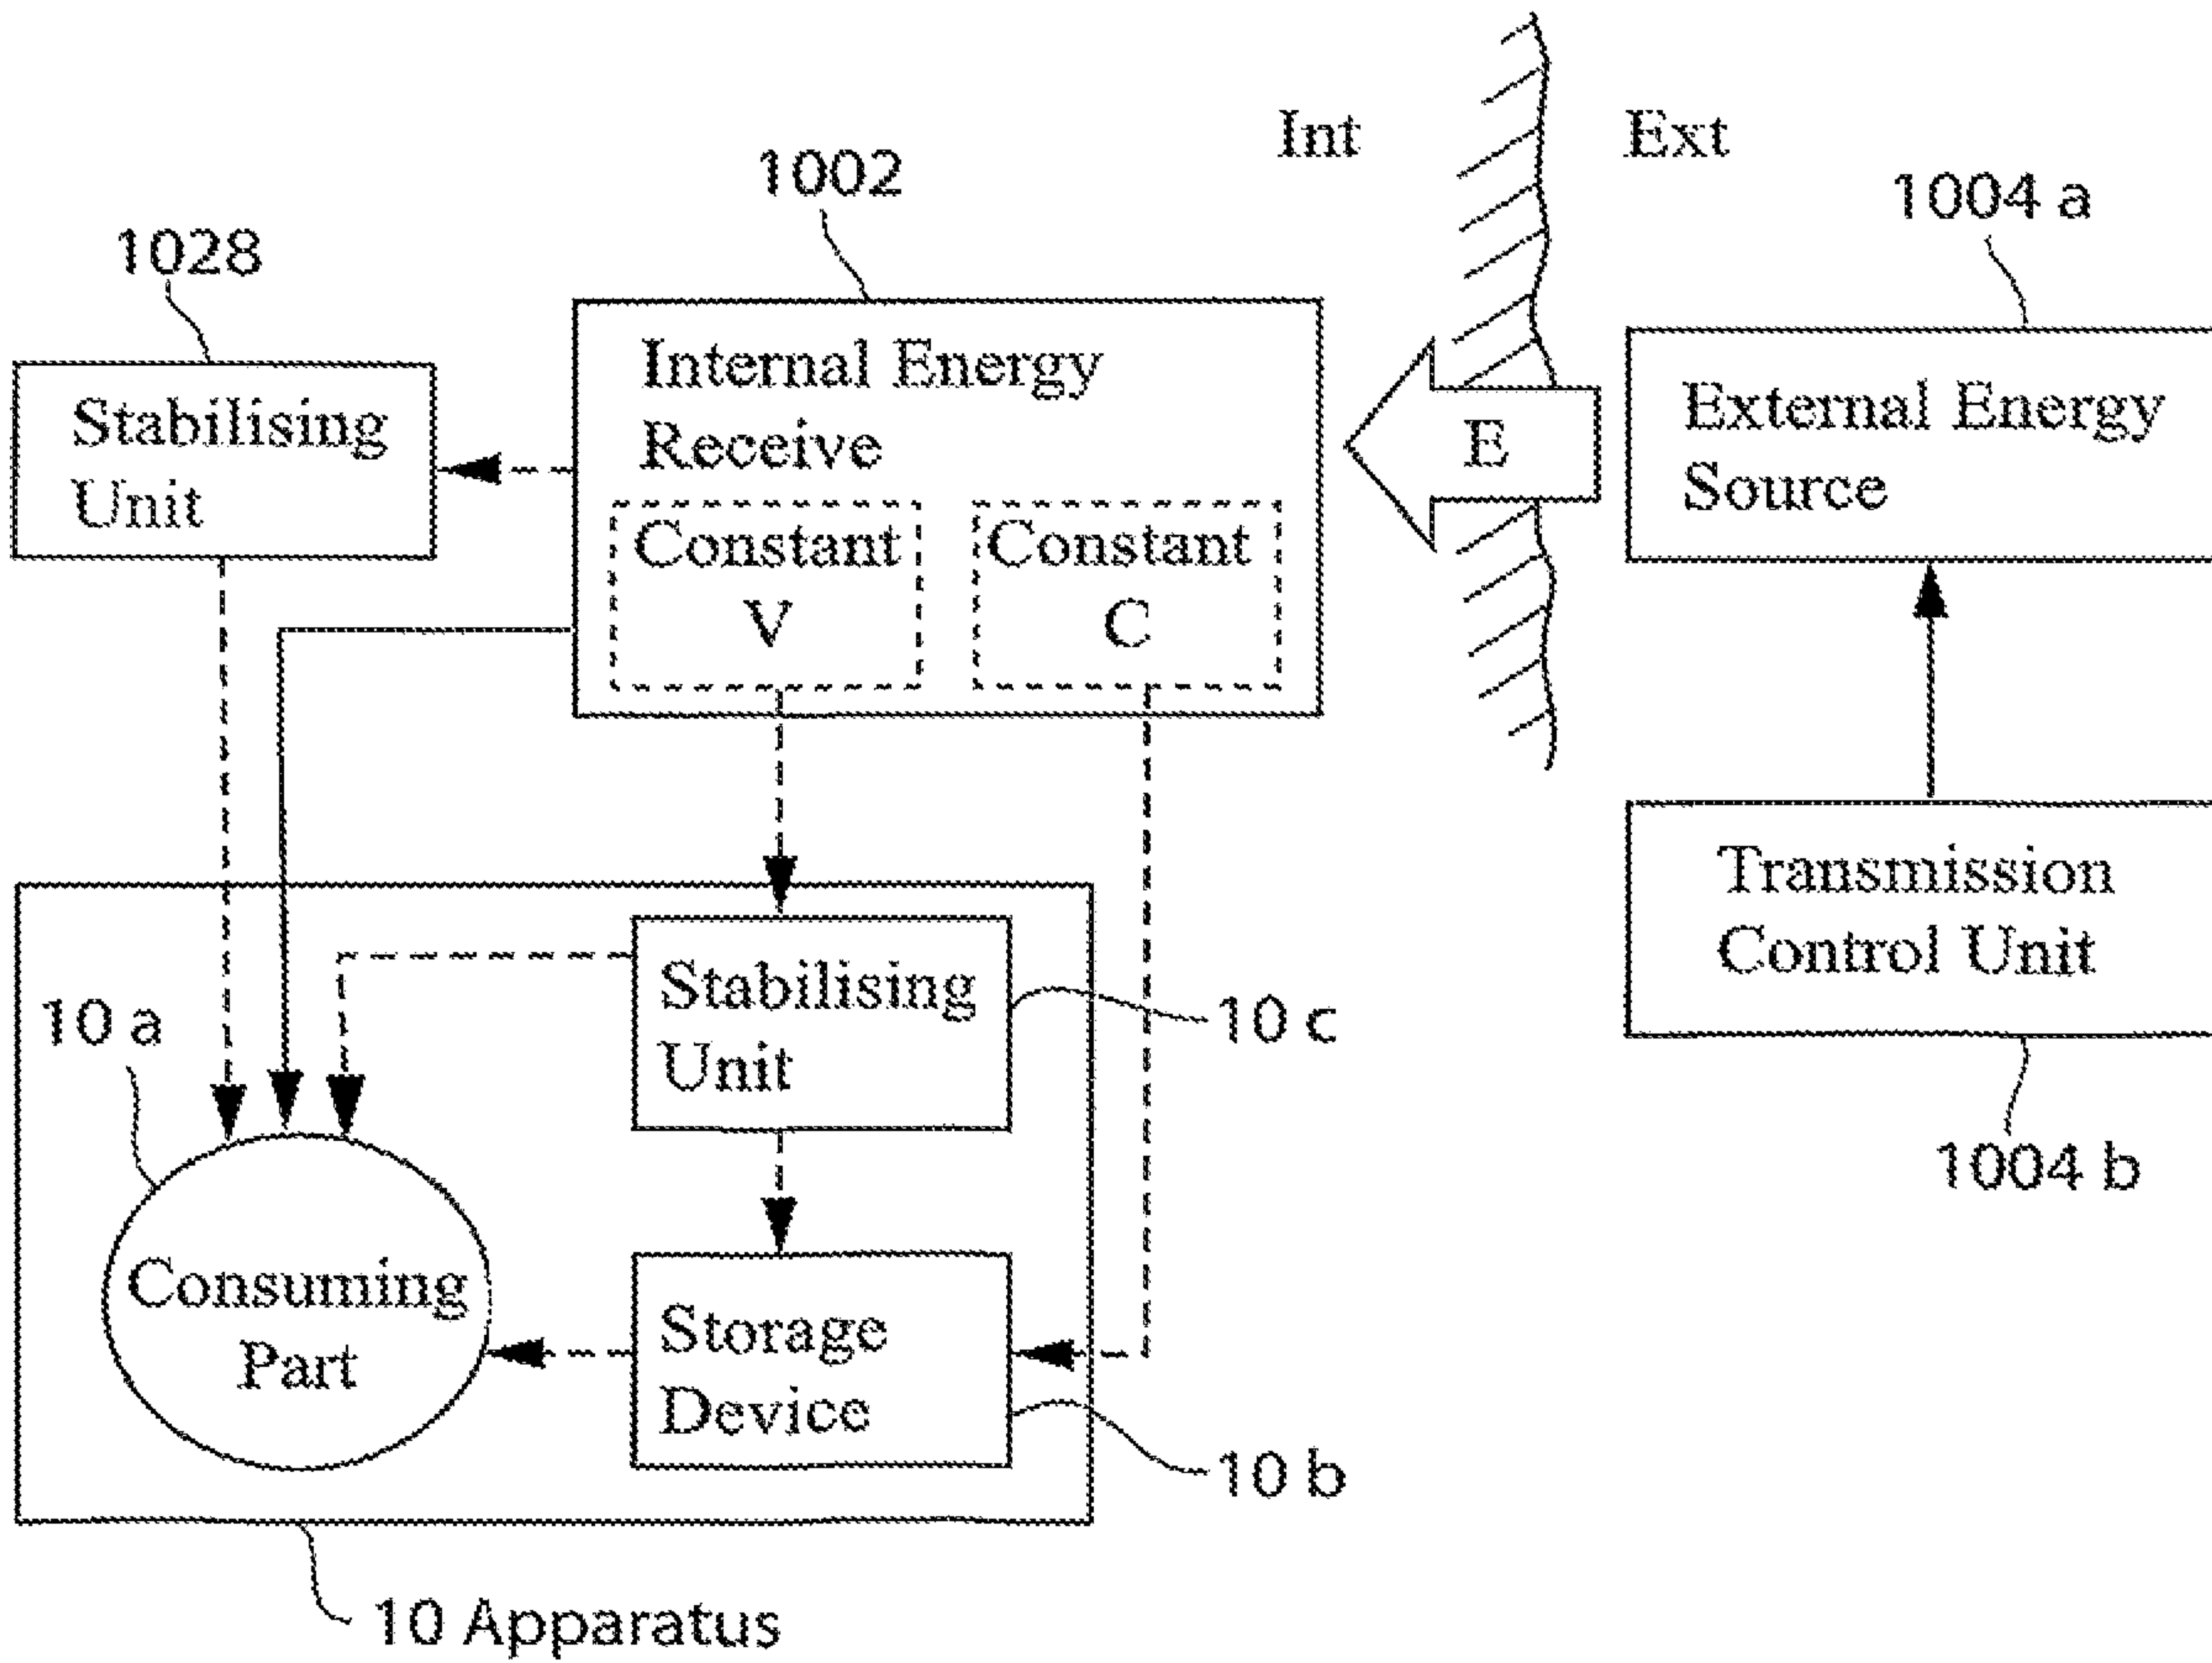 Int
Ext
1002
1004 a
1028
Internal Energy
Receive
Stabilising
Unit
External Energy
Source
E
Constant
V
Constant
C
Transmission
Control Unit
Stabilising
Unit
10 a
10 c
1004 b
Consuming
Part
Storage
Device
10 b
10 Apparatus